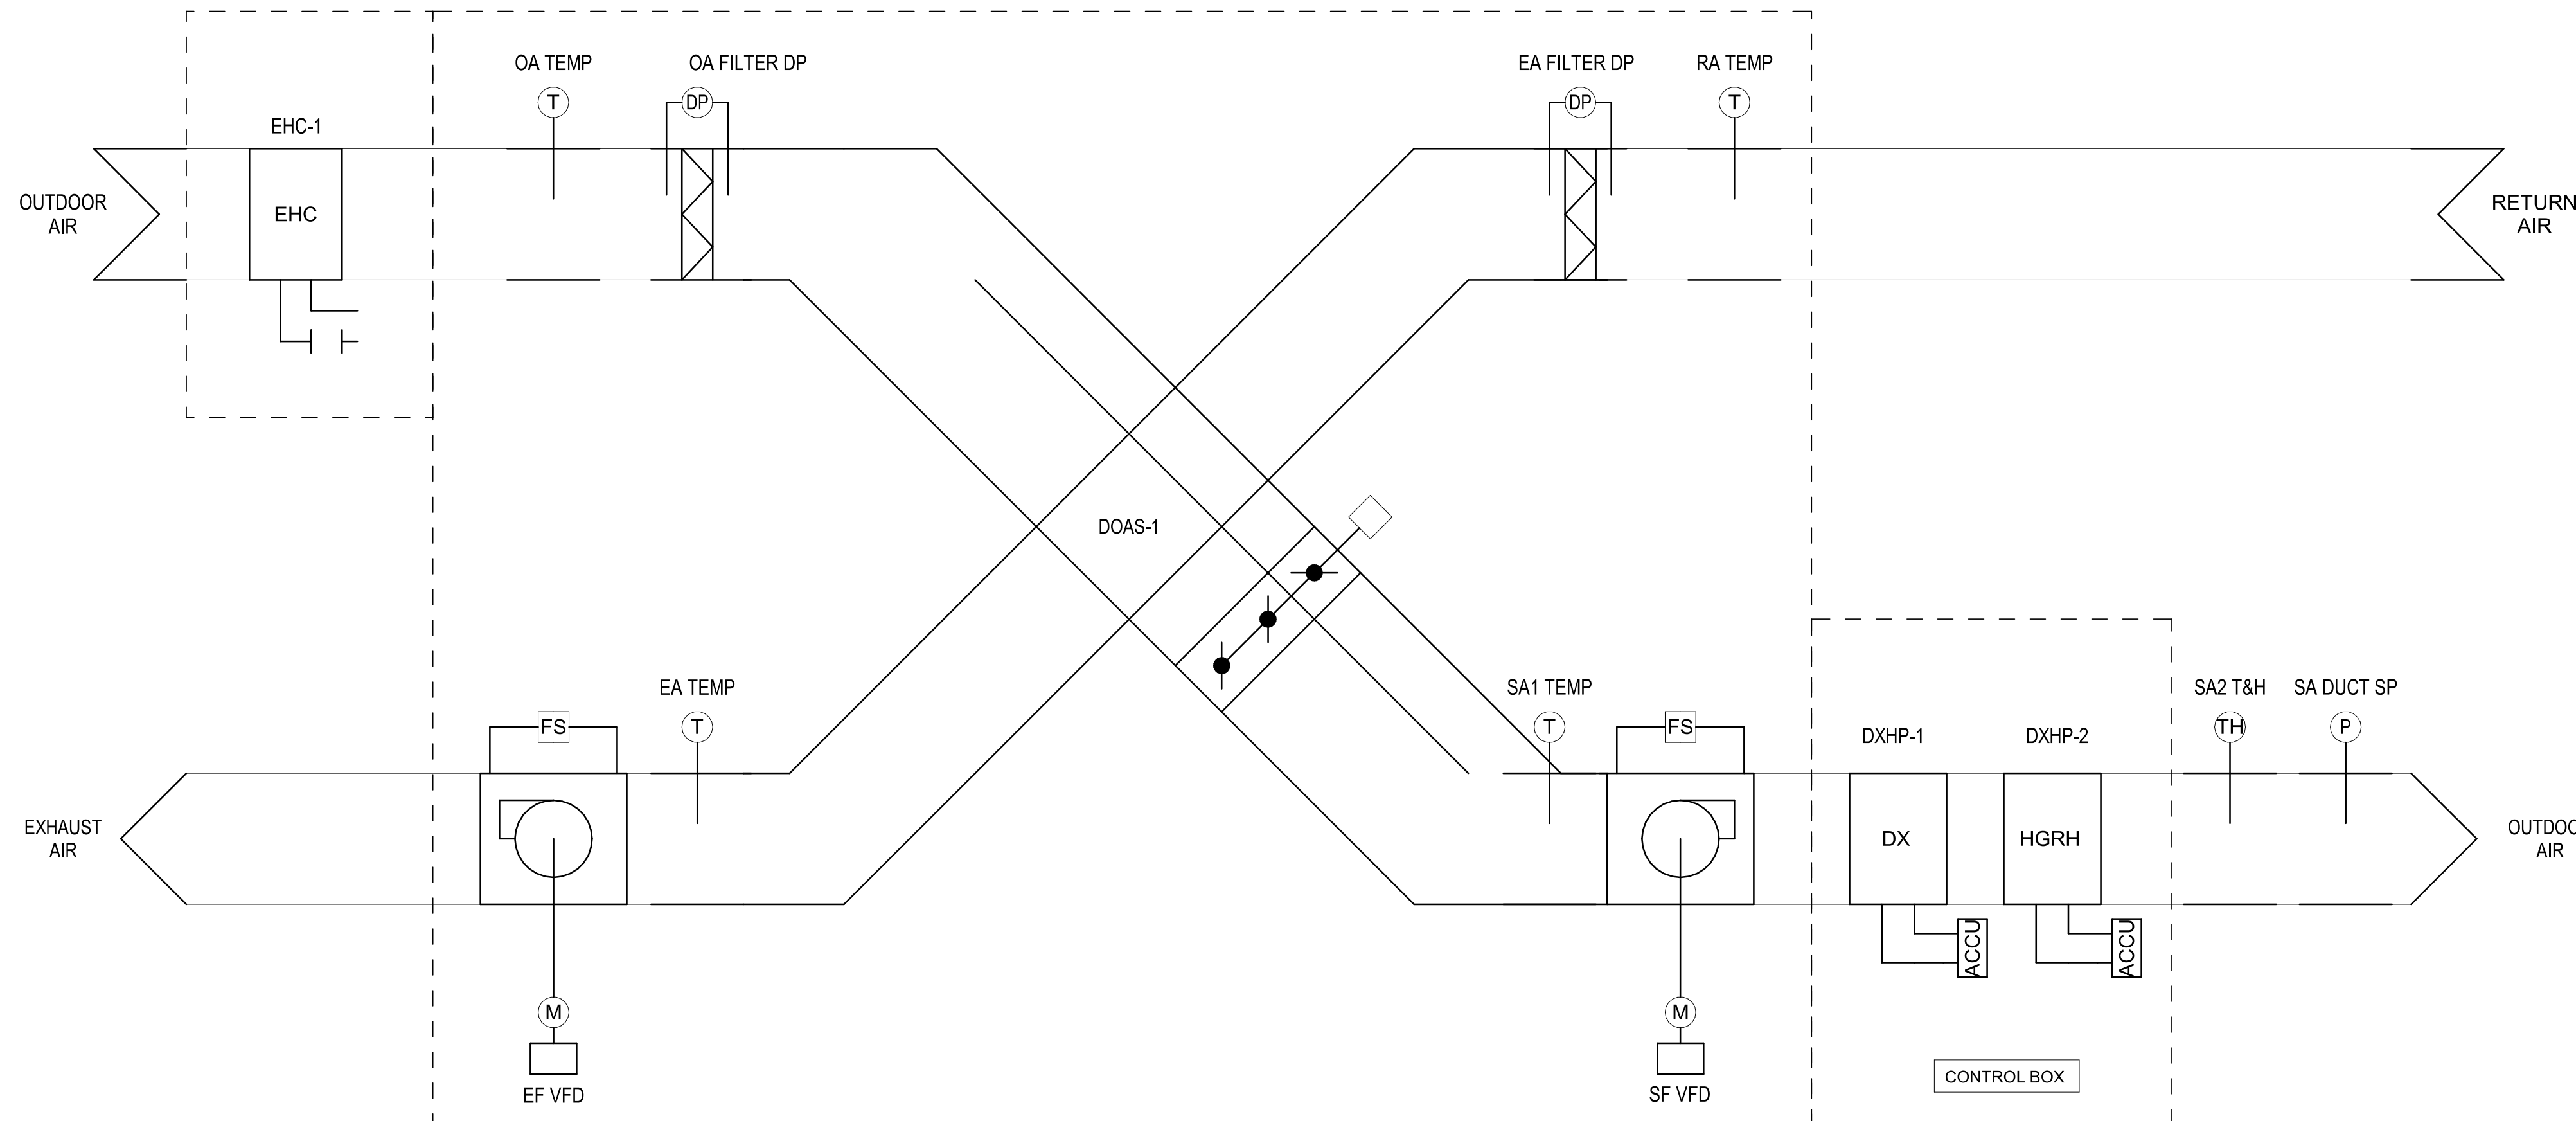 OA TEMP
OA FILTER DP
EA FILTER DP
RA TEMP
T
DP
DP
T
EHC-1
OUTDOOR
AIR
EHC
RETURN
AIR
DOAS-1
EA TEMP
SA1 TEMP
SA2 T&H
SA DUCT SP
FS
T
T
FS
DXHP-1
DXHP-2
TH
P
EXHAUST
AIR
DX
HGRH
OUTDOO
AIR
ACCU
ACCU
M
M
CONTROL BOX
EF VFD
SF VFD